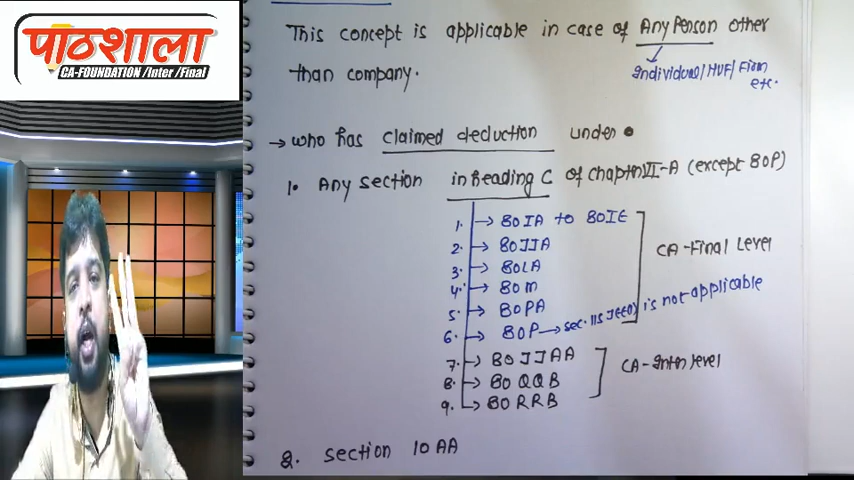 पाठशाला
CA-FOUNDATION /Inter /Final
This concept is applicable in case of Any Person other
than company.
Individual/HUF/Firm
etc.
→ who has claimed deduction under
1. Any section in heading C of chapter VI-A (except 80P)
1. → 80IA to 80IE
2. → 80JJA
3. → 80LA
4. → 80M
5. → 80PA
6. → 80P → sec. 115J(EE) is not applicable
CA-Final Level
7. → 80JJAA
8. → 80QQB
9. → 80RRB
CA-Inter level
2. Section 10AA